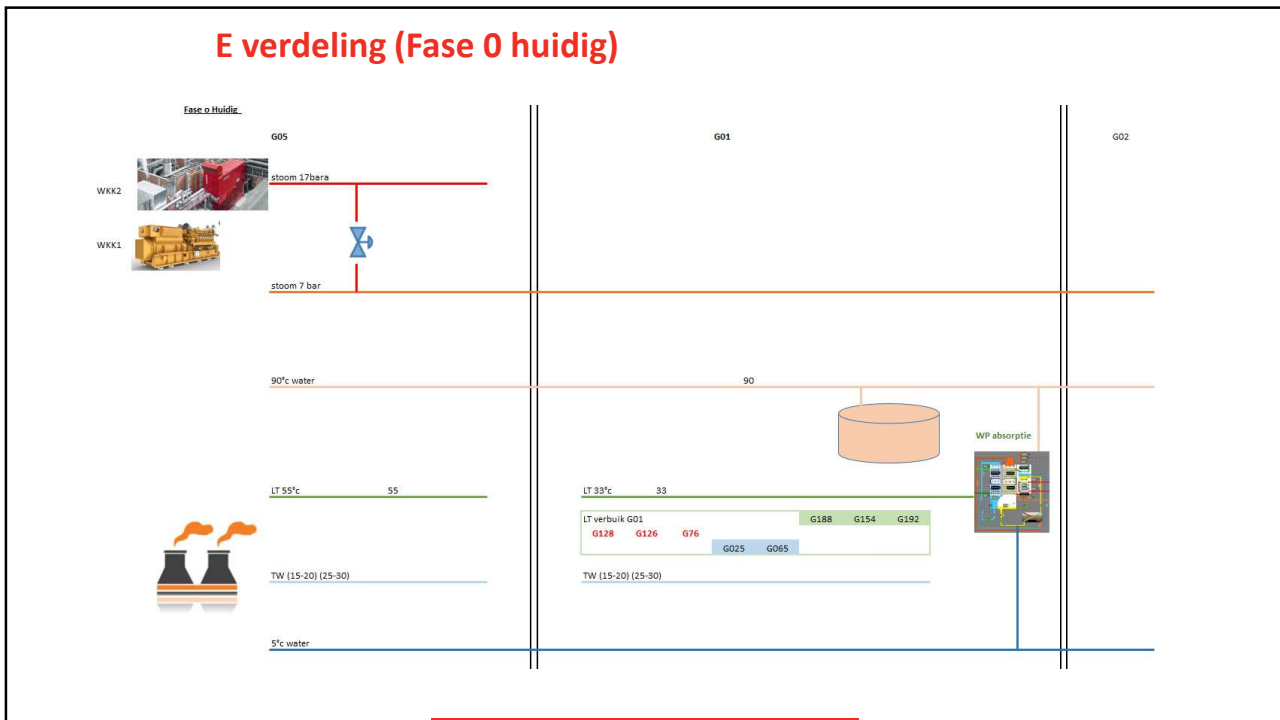 E verdeling (Fase 0 huidig)
Fase o Huidig
G05
G01
G02
WKK2
stoom 17bara
WKK1
stoom 7 bar
90°c water
90
WP absorptie
LT 55°c
55
LT 33°c
33
LT verbuik G01
G188
G154
G192
G128
G126
G76
G025
G065
TW (15-20) (25-30)
TW (15-20) (25-30)
5°c water